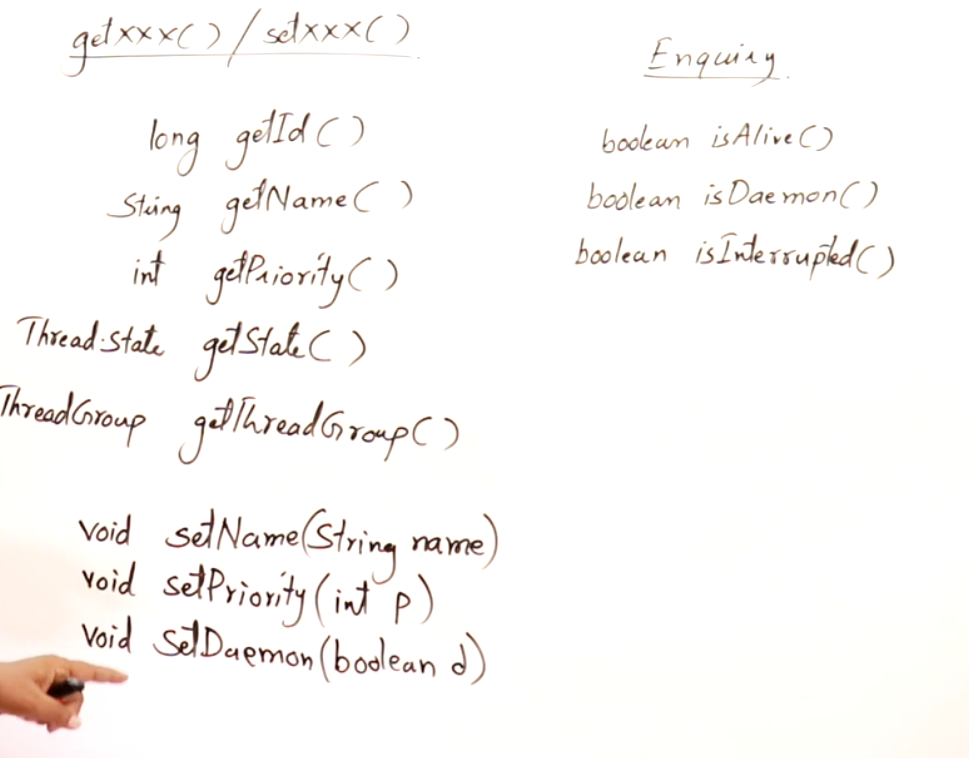 getxxx() / setxxx()
long getId()
String getName()
int getPriority()
Thread.State getState()
ThreadGroup getThreadGroup()
void setName(String name)
void setPriority(int p)
void setDaemon(boolean d)
Enquiry
boolean isAlive()
boolean isDaemon()
boolean isInterrupted()